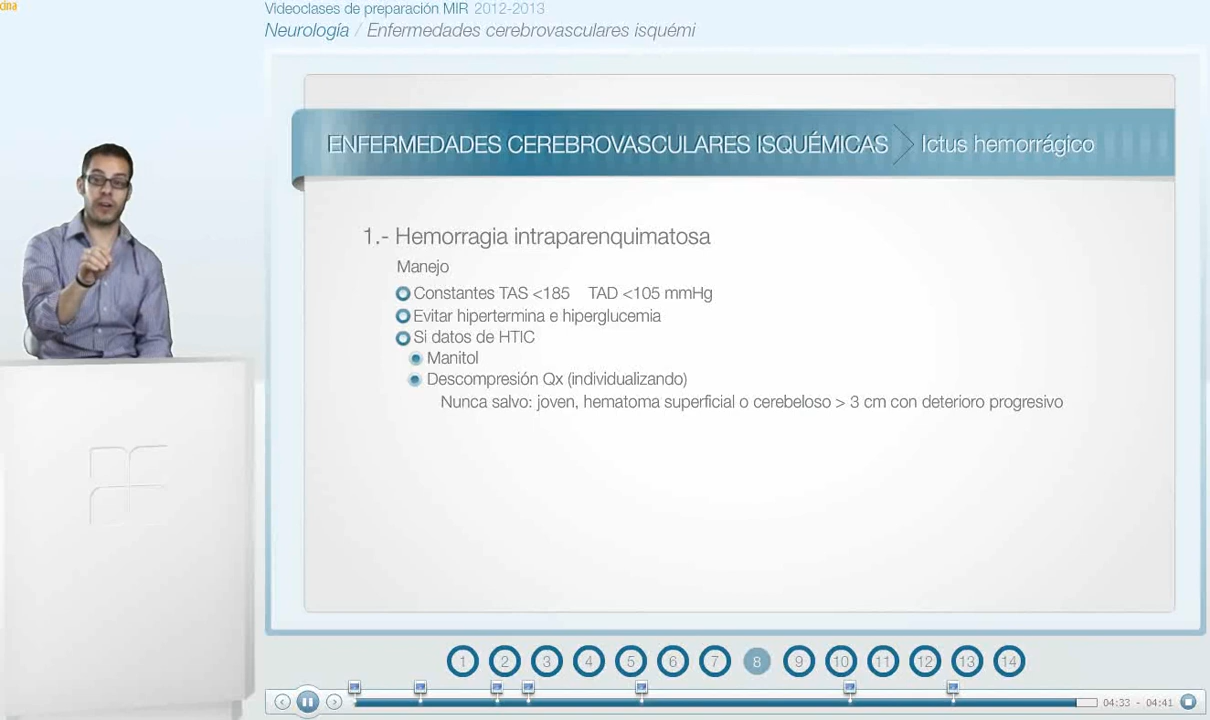 cina
Videoclases de preparación MIR 2012-2013
Neurología / Enfermedades cerebrovasculares isquémi
ENFERMEDADES CEREBROVASCULARES ISQUÉMICAS Ictus hemorrágico
1.- Hemorragia intraparenquimatosa
Manejo
Constantes TAS <185 TAD <105 mmHg
Evitar hipertermina e hiperglucemia
Si datos de HTIC
Manitol
Descompresión Qx (individualizando)
Nunca salvo: joven, hematoma superficial o cerebeloso > 3 cm con deterioro progresivo
1 2 3 4 5 6 7 8 9 10 11 12 13 14
04:33 - 04:41